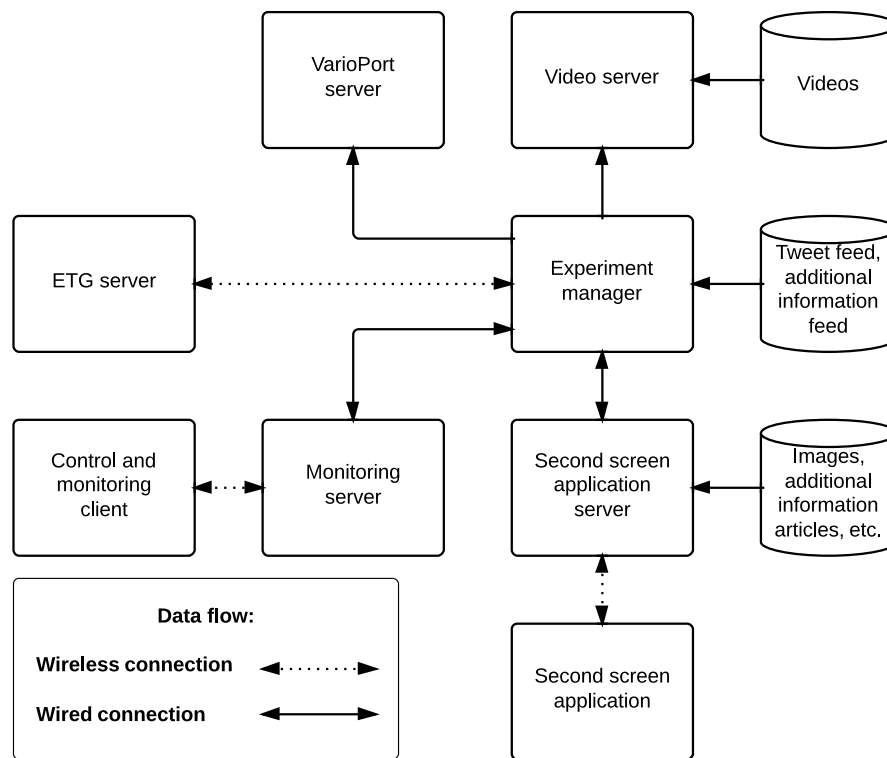 VarioPort
server
Video server
Videos
ETG server
Experiment
manager
Tweet feed,
additional
information
feed
Control and
monitoring
client
Monitoring
server
Second screen
application
server
Images,
additional
information
articles, etc.
Data flow:
Wireless connection
Wired connection
Second screen
application